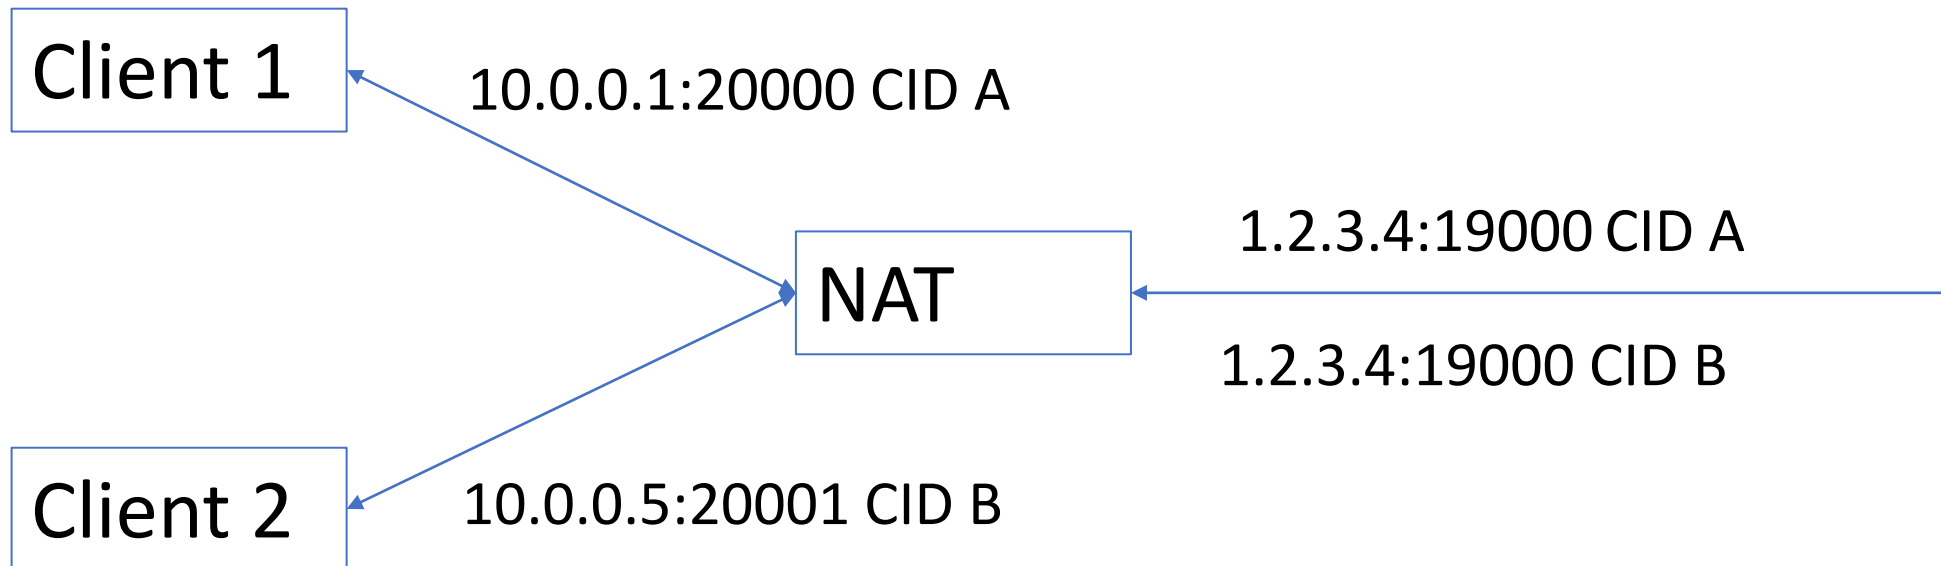 Client 1
10.0.0.1:20000 CID A
1.2.3.4:19000 CID A
NAT
1.2.3.4:19000 CID B
Client 2
10.0.0.5:20001 CID B